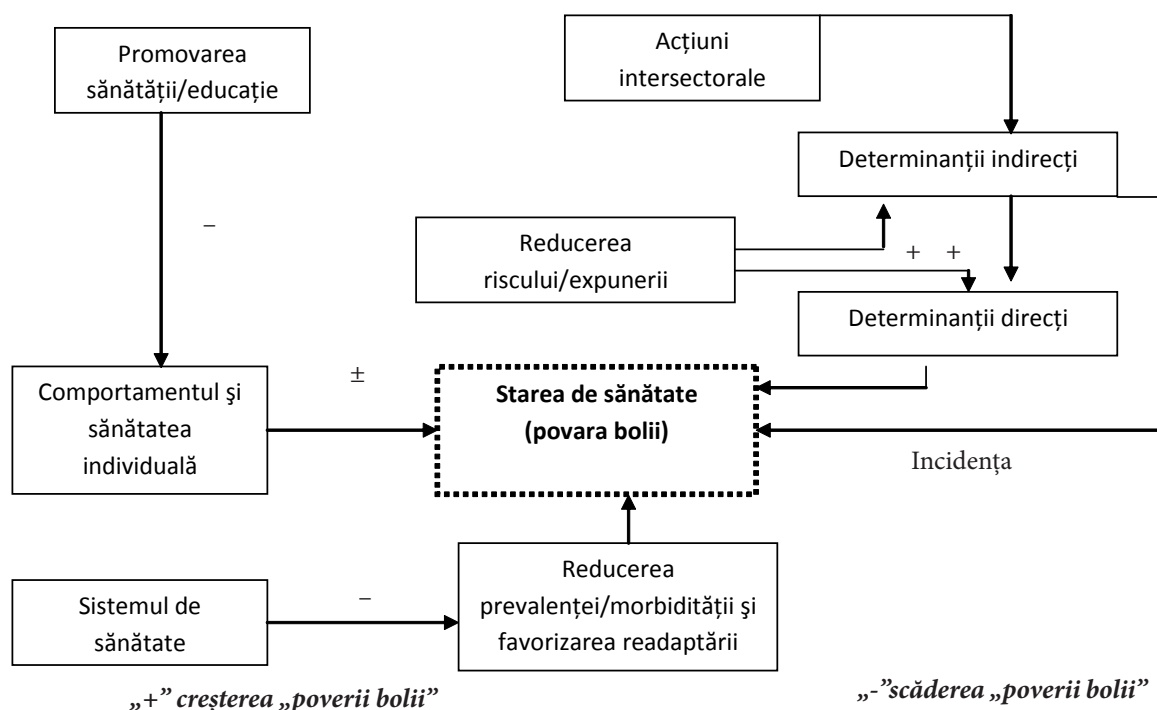 Promovarea
sănătății/educație
Acțiuni
intersectorale
Determinanții indirecți
–
Reducerea
riscului/expunerii
+ +
Determinanții direcți
Comportamentul şi
sănătatea
individuală
±
Starea de sănătate
(povara bolii)
Incidența
Sistemul de
sănătate
–
Reducerea
prevalenței/morbidității şi
favorizarea readaptării
„+” creșterea „poverii bolii”
„-”scăderea „poverii bolii”